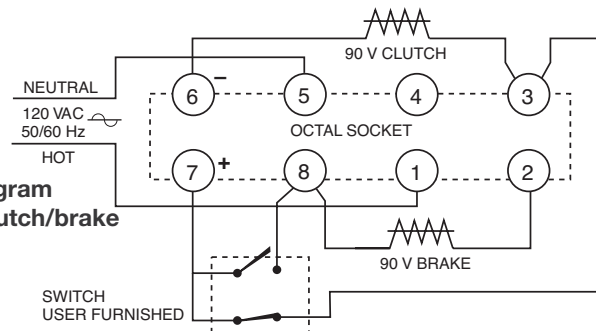 90 V CLUTCH
NEUTRAL
6 − 5 4 3
120 VAC
50/60 Hz
OCTAL SOCKET
HOT
7 + 8 1 2
gram
utch/brake
90 V BRAKE
SWITCH
USER FURNISHED